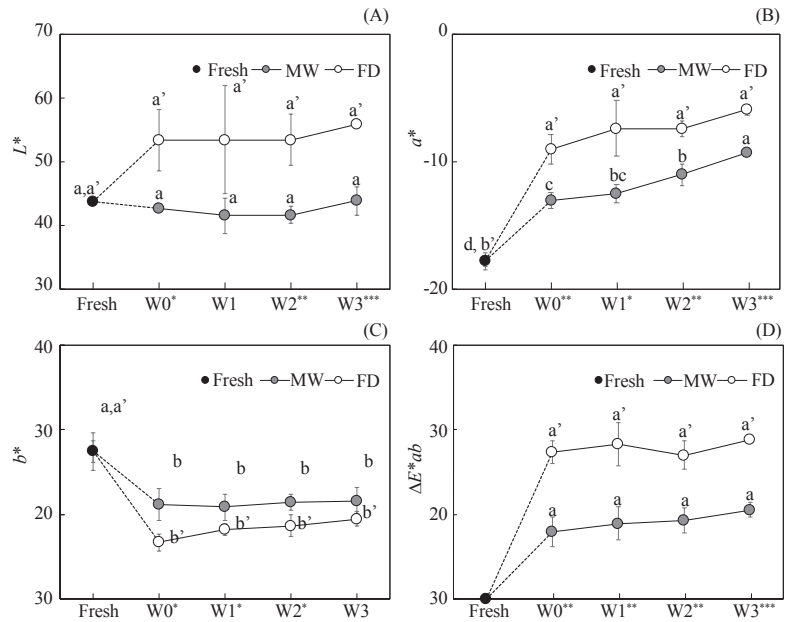 (A)
70
60
50
40
30
L*
Fresh MW FD
a,a’
a’
a’
a’
a’
a
a
a
a
Fresh W0* W1 W2** W3***
(B)
0
-10
-20
a*
Fresh MW FD
d, b’
a’
a’
a’
a’
c
bc
b
a
Fresh W0** W1* W2** W3***
(C)
40
30
20
30
b*
Fresh MW FD
a,a’
b
b
b
b
b’
b’
b’
b’
Fresh W0* W1* W2* W3
(D)
40
30
20
30
ΔE*ab
Fresh MW FD
a’
a’
a’
a’
a
a
a
a
Fresh W0** W1** W2** W3***